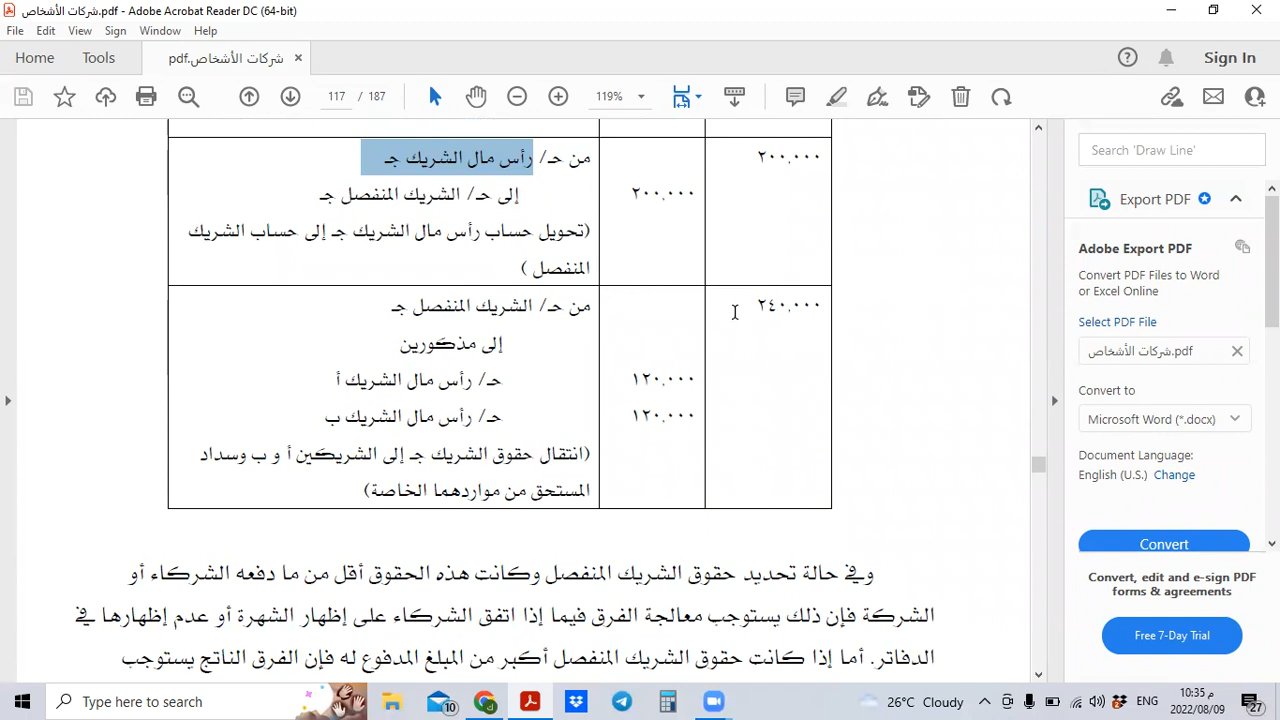 شركات الأشخاص.pdf - Adobe Acrobat Reader DC (64-bit)
File Edit View Sign Window Help
Home Tools شركات الأشخاص.pdf × Sign In
117 / 187 119%
من حـ/ رأس مال الشريك جـ ٢٠٠,٠٠٠
إلى حـ/ الشريك المنفصل جـ ٢٠٠,٠٠٠
(تحويل حساب رأس مال الشريك جـ إلى حساب الشريك
المنفصل )
من حـ/ الشريك المنفصل جـ ٢٤٠,٠٠٠
إلى مذكورين
حـ/ رأس مال الشريك أ ١٢٠,٠٠٠
حـ/ رأس مال الشريك ب ١٢٠,٠٠٠
(انتقال حقوق الشريك جـ إلى الشريكين أ و ب وسداد
المستحق من مواردهما الخاصة)
وفي حالة تحديد حقوق الشريك المنفصل وكانت هذه الحقوق أقل من ما دفعه الشركاء أو
الشركة فإن ذلك يستوجب معالجة الفرق فيما إذا اتفق الشركاء على إظهار الشهرة أو عدم إظهارها في
الدفاتر. أما إذا كانت حقوق الشريك المنفصل أكبر من المبلغ المدفوع له فإن الفرق الناتج يستوجب
Search 'Draw Line'
Export PDF
Adobe Export PDF
Convert PDF Files to Word
or Excel Online
Select PDF File
شركات الأشخاص.pdf
Convert to
Microsoft Word (*.docx)
Document Language:
English (U.S.) Change
Convert
Convert, edit and e-sign PDF
forms & agreements
Free 7-Day Trial
Type here to search
10
26°C Cloudy
2
ENG
10:35 م
2022/08/09
27